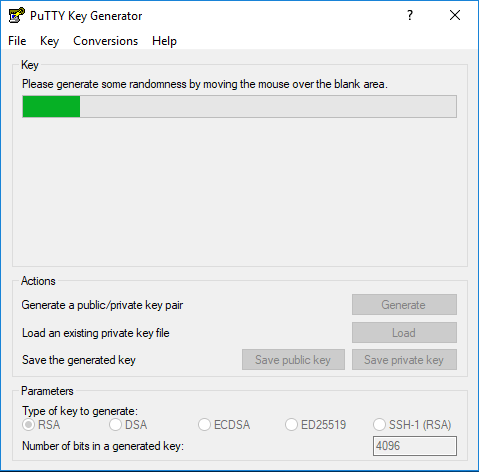 PuTTY Key Generator
File Key Conversions Help
Key
Please generate some randomness by moving the mouse over the blank area.
Actions
Generate a public/private key pair Generate
Load an existing private key file Load
Save the generated key Save public key Save private key
Parameters
Type of key to generate:
RSA DSA ECDSA ED25519 SSH-1 (RSA)
Number of bits in a generated key: 4096